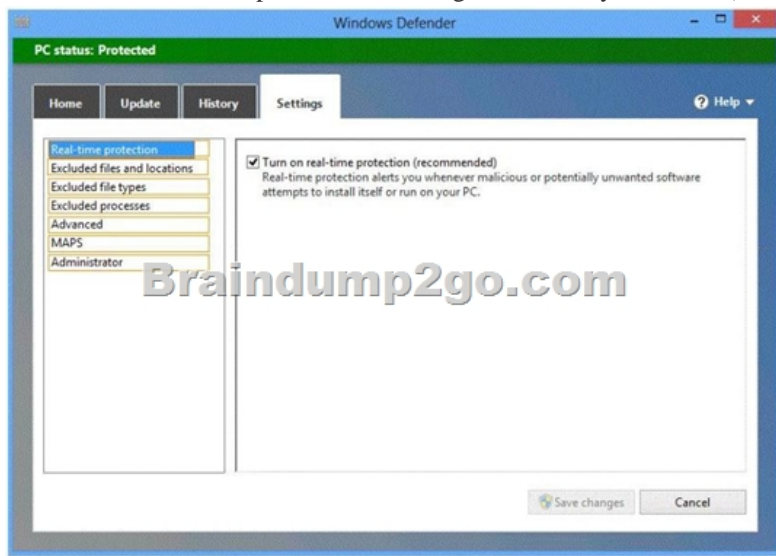 Windows Defender
PC status: Protected
Home
Update
History
Settings
Help
Real-time protection
Excluded files and locations
Excluded file types
Excluded processes
Advanced
MAPS
Administrator
Turn on real-time protection (recommended)
Real-time protection alerts you whenever malicious or potentially unwanted software
attempts to install itself or run on your PC.
Braindump2go.com
Save changes
Cancel